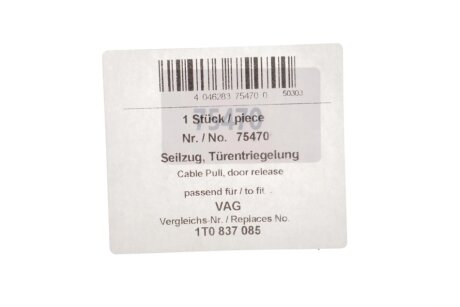 4 046283 75470 0
50303
75470
1 Stück / piece
Nr. / No. 75470
Seilzug, Türentriegelung
Cable Pull, door release
passend für / to fit
VAG
Vergleichs-Nr. / Replaces No.
1T0 837 085